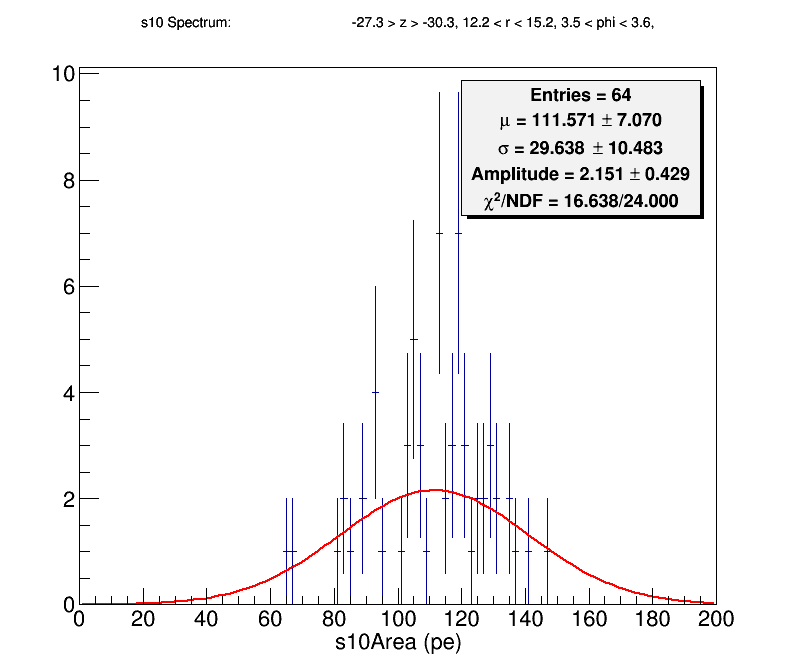 s10 Spectrum: -27.3 > z > -30.3, 12.2 < r < 15.2, 3.5 < phi < 3.6,
Entries = 64
μ = 111.571 ± 7.070
σ = 29.638 ± 10.483
Amplitude = 2.151 ± 0.429
χ²/NDF = 16.638/24.000
10
8
6
4
2
0
0 20 40 60 80 100 120 140 160 180 200
s10Area (pe)